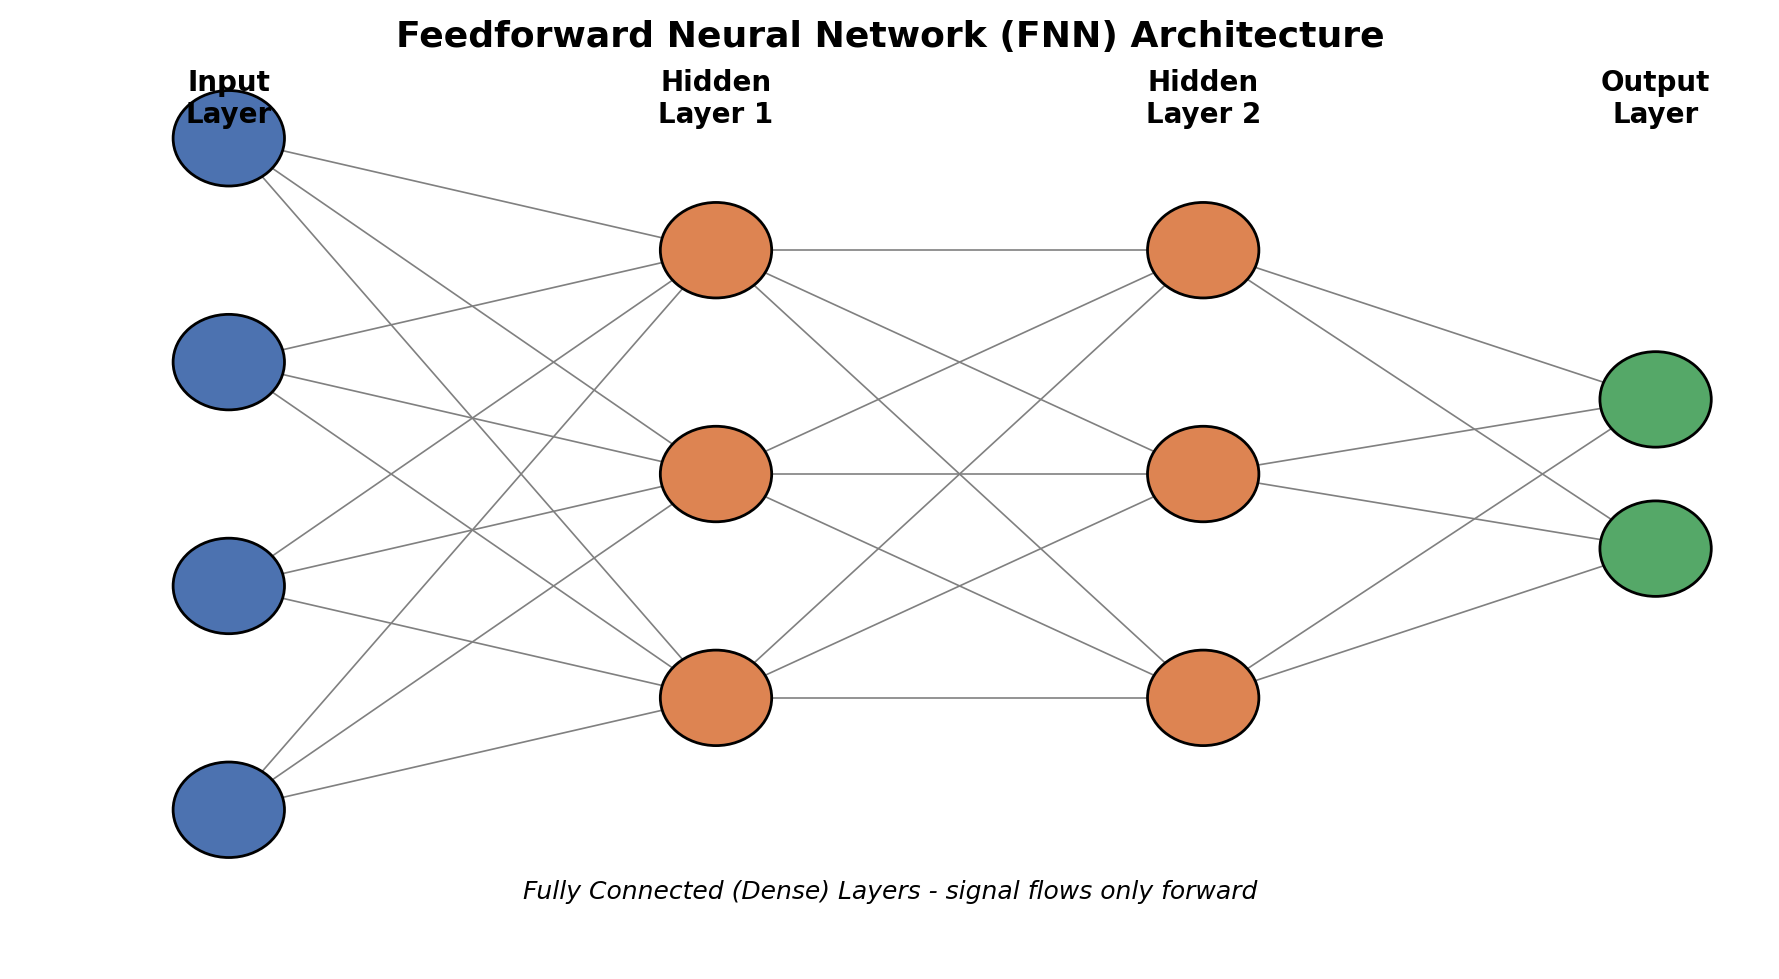 Feedforward Neural Network (FNN) Architecture
Input
Layer
Hidden
Layer 1
Hidden
Layer 2
Output
Layer
Fully Connected (Dense) Layers - signal flows only forward